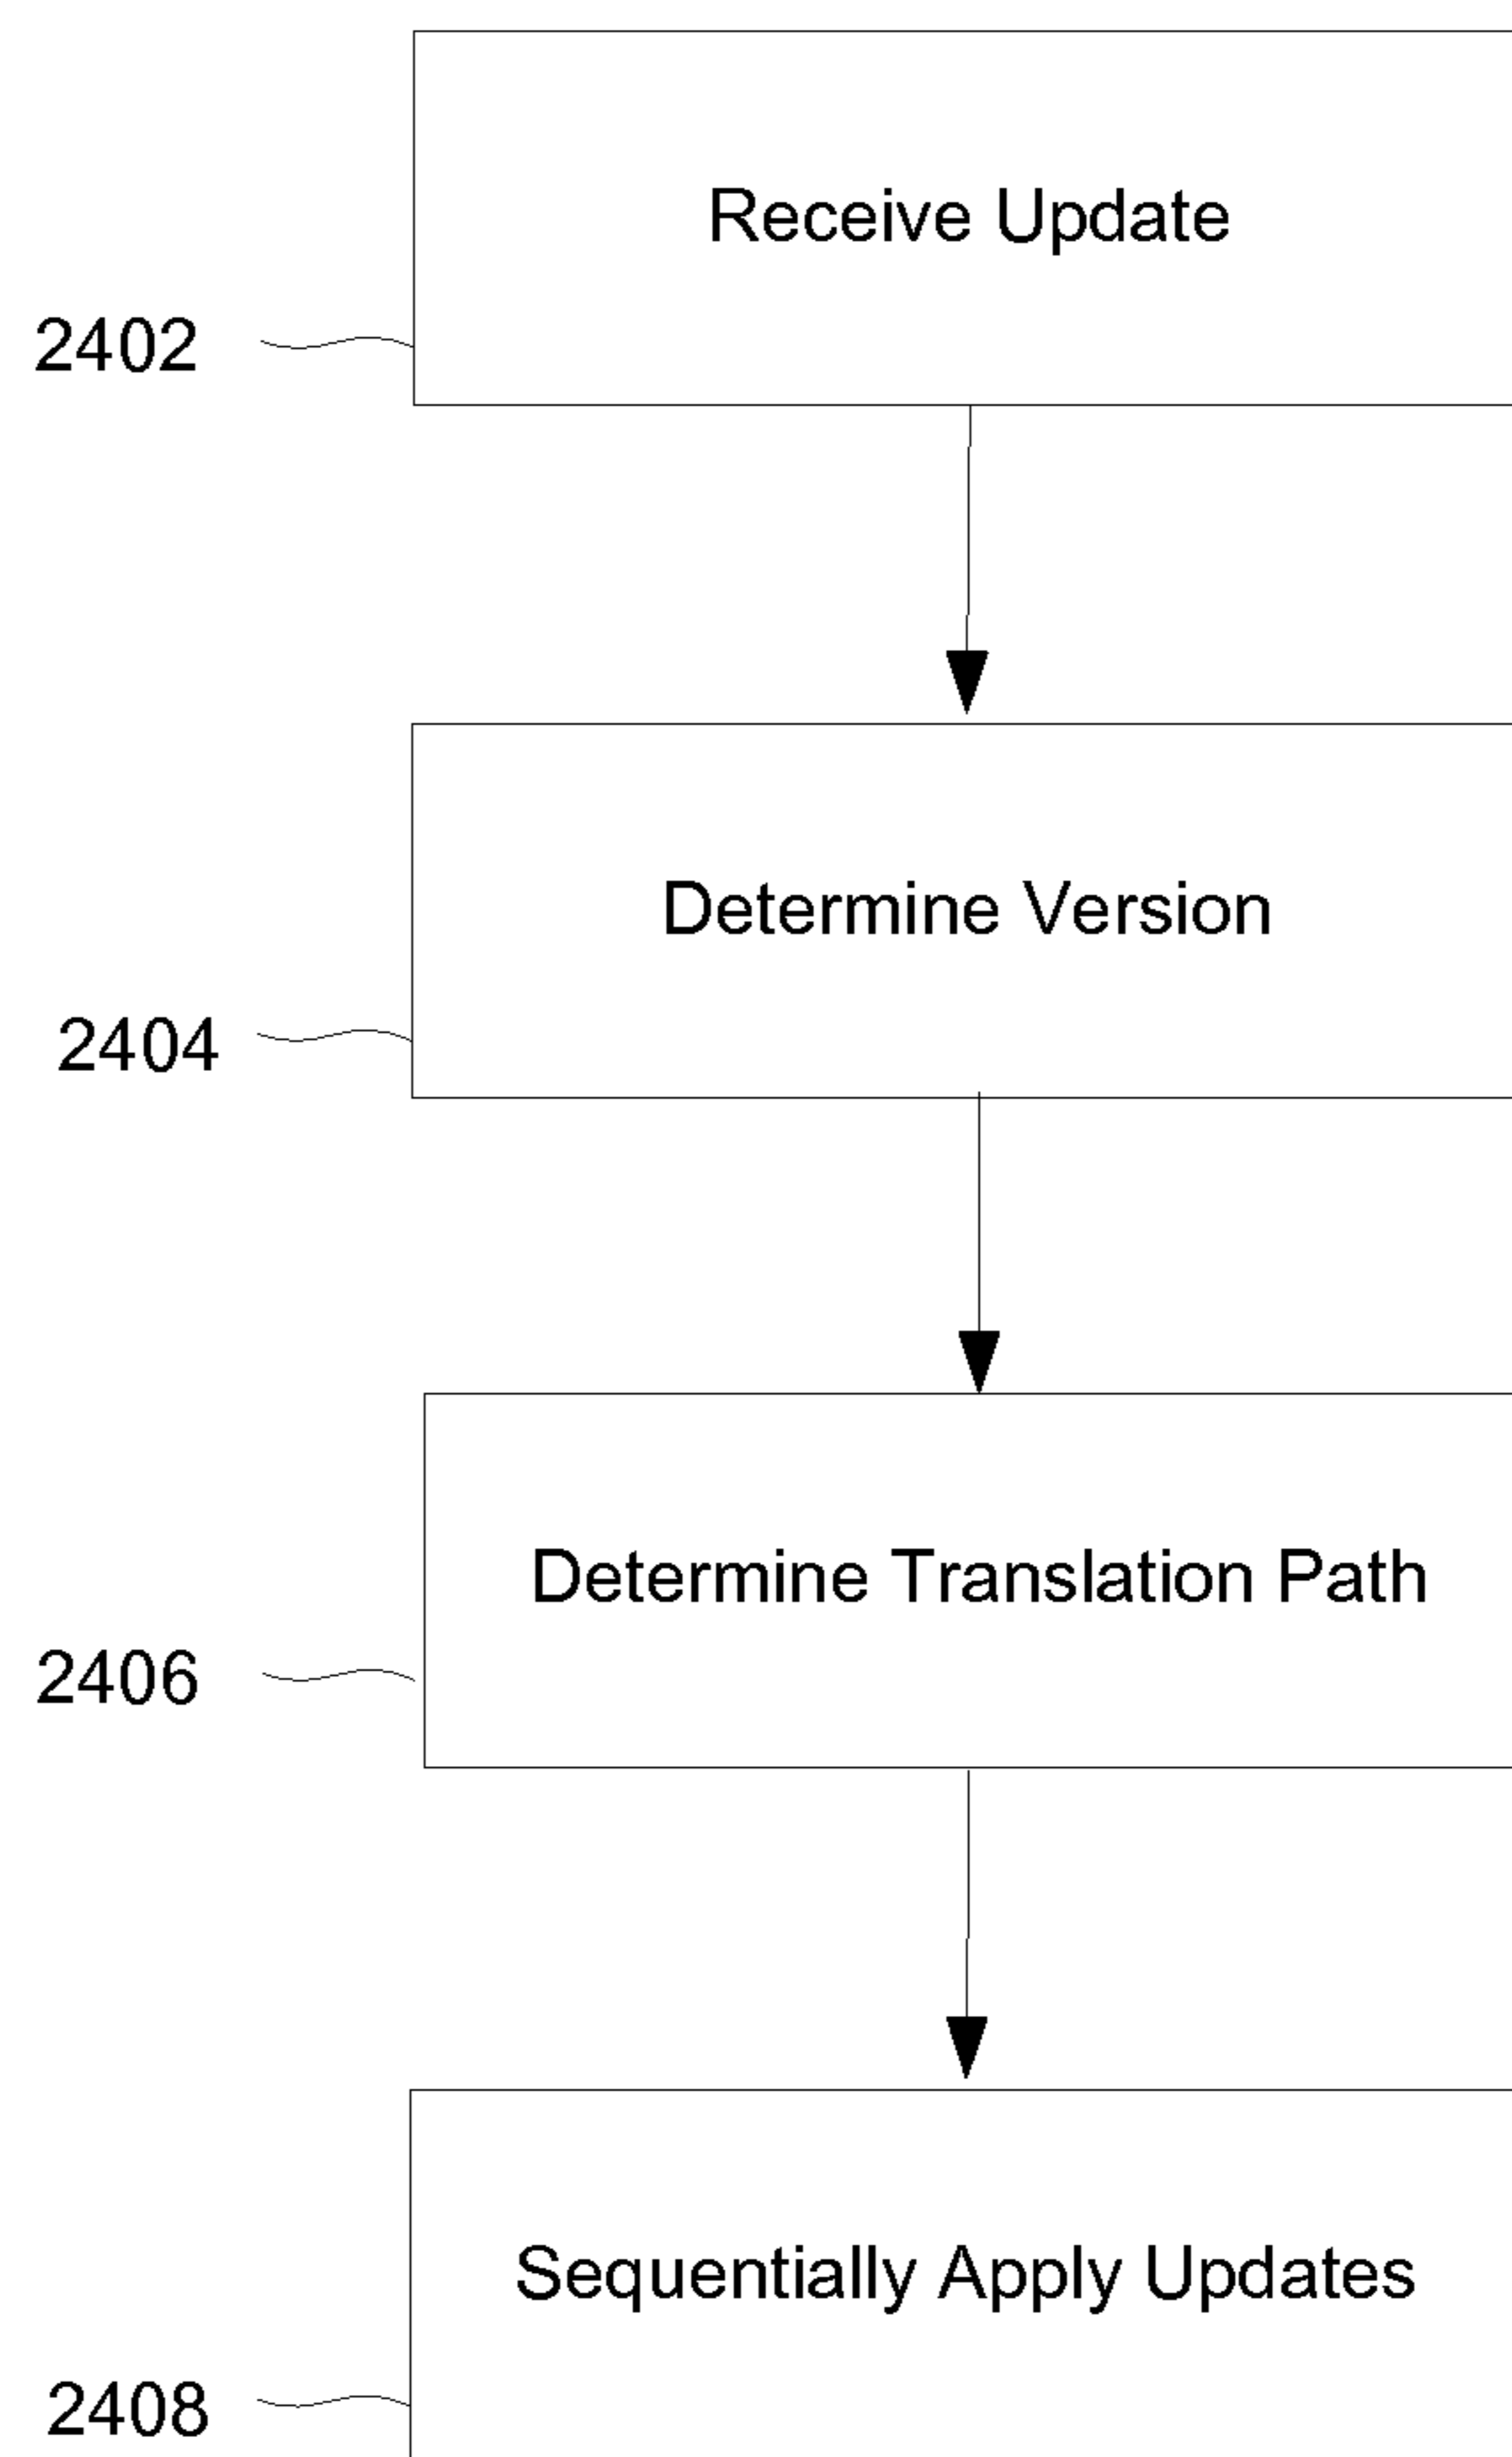 Receive Update
2402
Determine Version
2404
Determine Translation Path
2406
Sequentially Apply Updates
2408